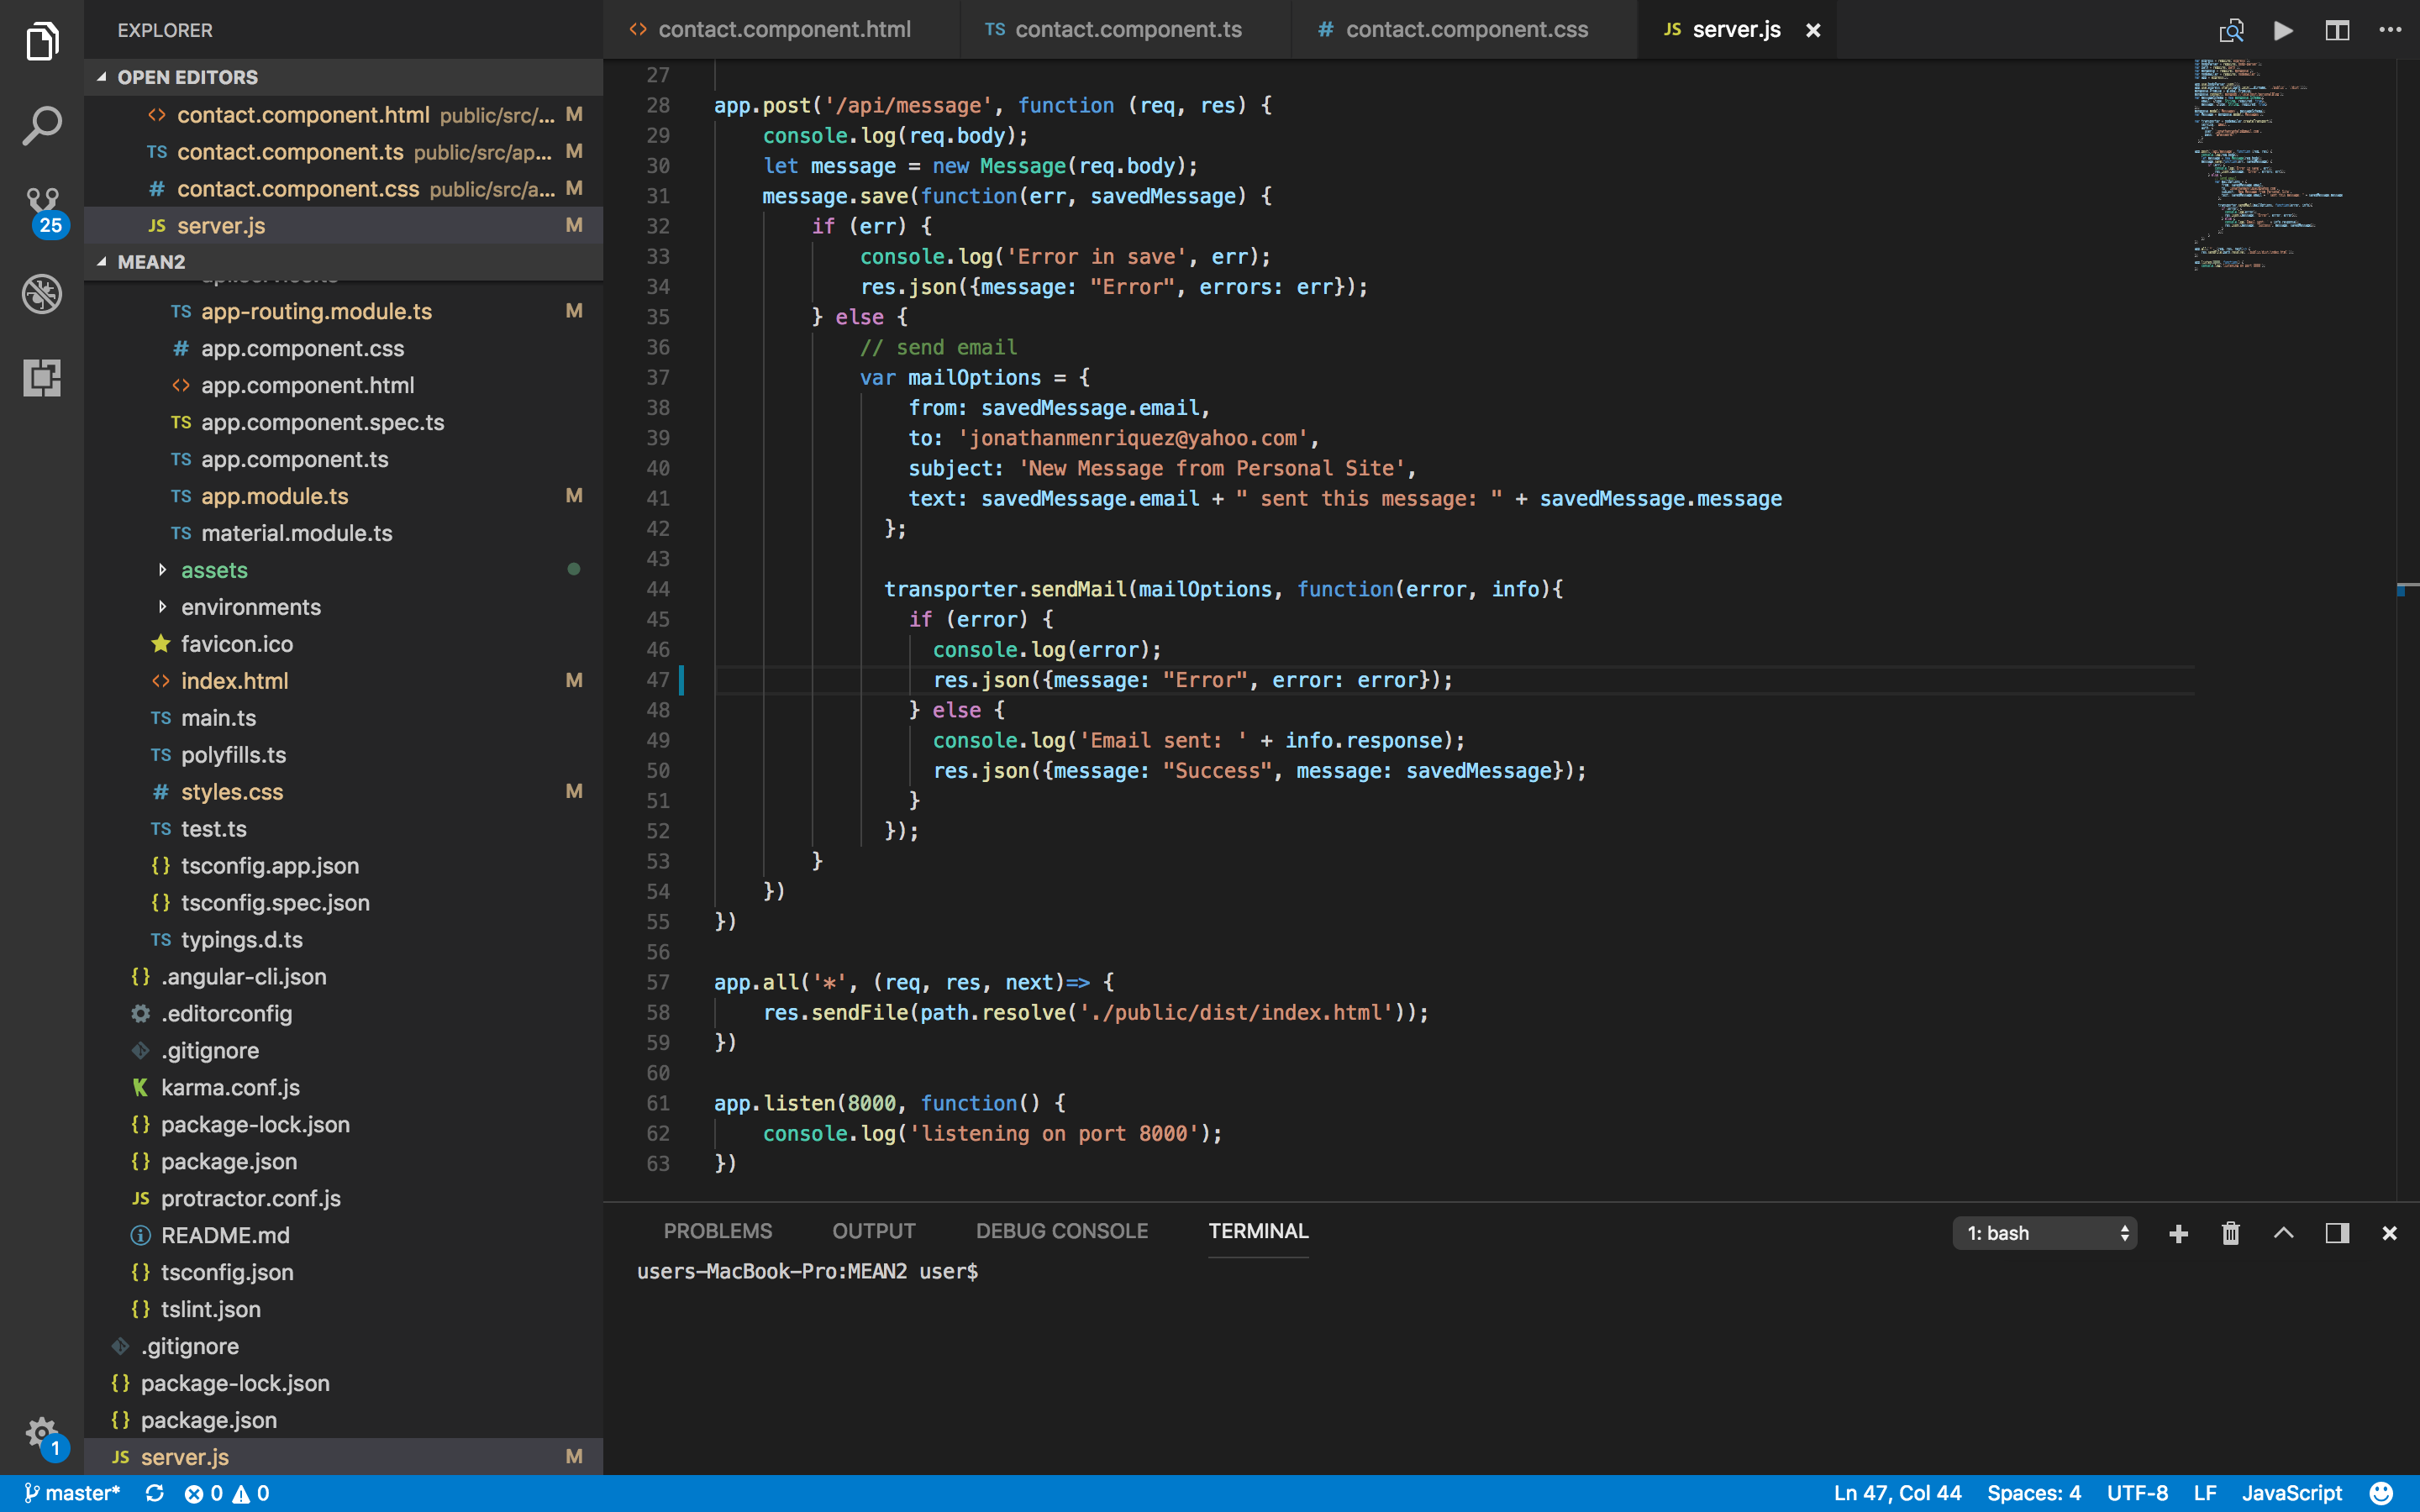 EXPLORER
OPEN EDITORS
contact.component.html public/src/... M
TS contact.component.ts public/src/ap... M
# contact.component.css public/src/a... M
JS server.js M
MEAN2
TS app-routing.module.ts M
# app.component.css
<> app.component.html
TS app.component.spec.ts
TS app.component.ts
TS app.module.ts M
TS material.module.ts
assets
environments
favicon.ico
<> index.html M
TS main.ts
TS polyfills.ts
# styles.css M
TS test.ts
{} tsconfig.app.json
{} tsconfig.spec.json
TS typings.d.ts
{} .angular-cli.json
.editorconfig
.gitignore
karma.conf.js
{} package-lock.json
{} package.json
JS protractor.conf.js
README.md
{} tsconfig.json
{} tslint.json
.gitignore
{} package-lock.json
{} package.json
JS server.js M
25
1
<> contact.component.html
TS contact.component.ts
# contact.component.css
JS server.js
27
28 app.post('/api/message', function (req, res) {
29 console.log(req.body);
30 let message = new Message(req.body);
31 message.save(function(err, savedMessage) {
32 if (err) {
33 console.log('Error in save', err);
34 res.json({message: "Error", errors: err});
35 } else {
36 // send email
37 var mailOptions = {
38 from: savedMessage.email,
39 to: 'jonathanmenriquez@yahoo.com',
40 subject: 'New Message from Personal Site',
41 text: savedMessage.email + " sent this message: " + savedMessage.message
42 };
43
44 transporter.sendMail(mailOptions, function(error, info){
45 if (error) {
46 console.log(error);
47 res.json({message: "Error", error: error});
48 } else {
49 console.log('Email sent: ' + info.response);
50 res.json({message: "Success", message: savedMessage});
51 }
52 });
53 }
54 })
55 })
56
57 app.all('*', (req, res, next)=> {
58 res.sendFile(path.resolve('./public/dist/index.html'));
59 })
60
61 app.listen(8000, function() {
62 console.log('listening on port 8000');
63 })
PROBLEMS OUTPUT DEBUG CONSOLE TERMINAL 1: bash
users-MacBook-Pro:MEAN2 user$
master* 0 0 Ln 47, Col 44 Spaces: 4 UTF-8 LF JavaScript